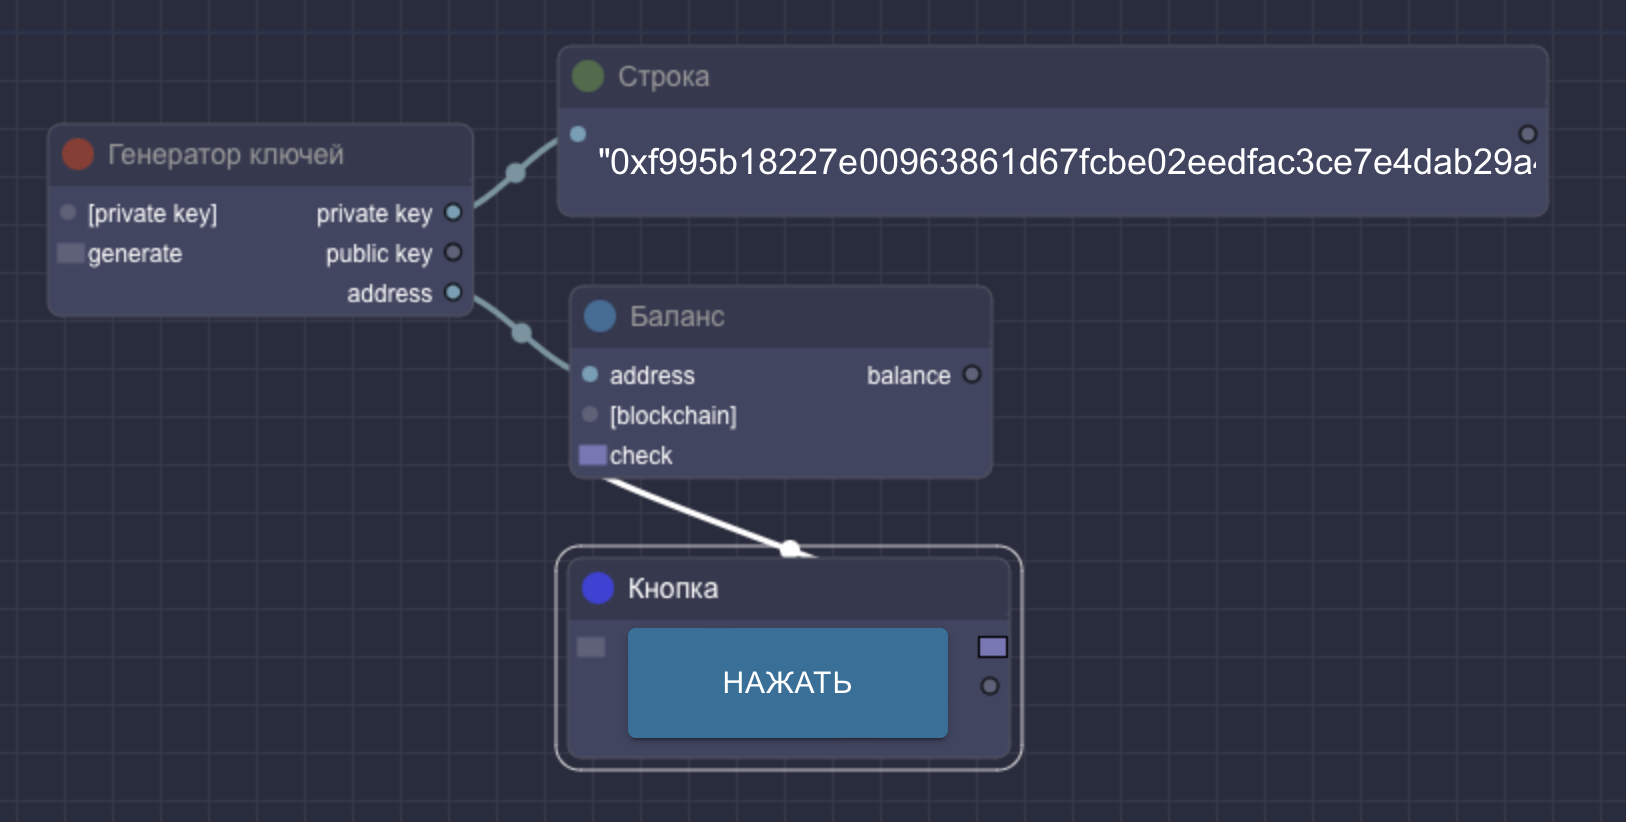 Строка
"0xf995b18227e00963861d67fcbe02eedfac3ce7e4dab29a
Генератор ключей
[private key] private key
generate public key
address
Баланс
address balance
[blockchain]
check
Кнопка
НАЖАТЬ